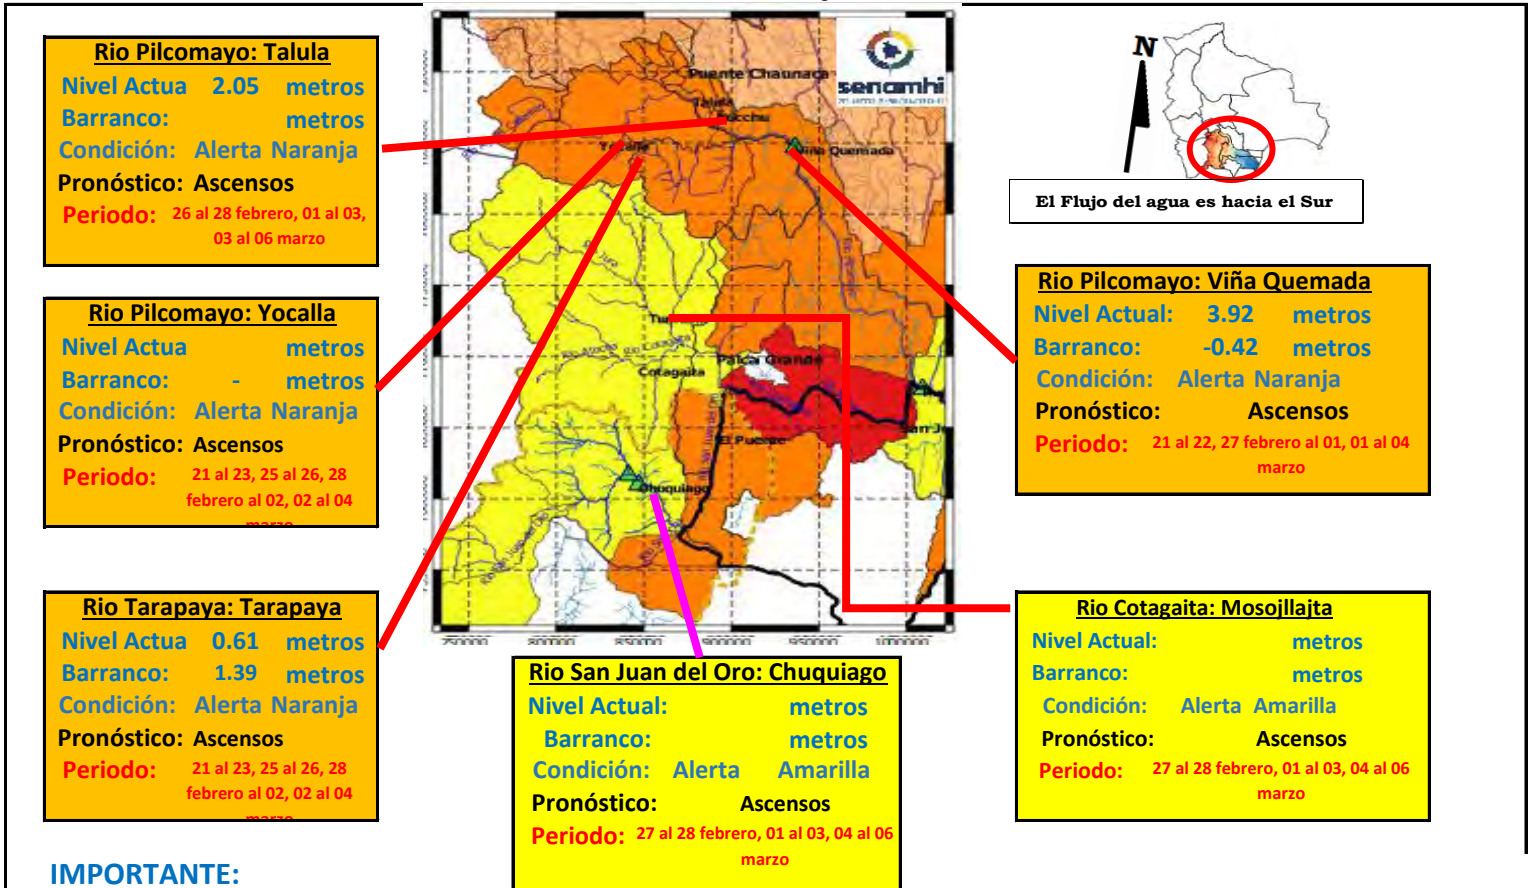 Rio Pilcomayo: Talula
Nivel Actua 2.05 metros
Barranco: metros
Condición: Alerta Naranja
Pronóstico: Ascensos
Periodo: 26 al 28 febrero, 01 al 03,
03 al 06 marzo
Rio Pilcomayo: Yocalla
Nivel Actua metros
Barranco: - metros
Condición: Alerta Naranja
Pronóstico: Ascensos
Periodo: 21 al 23, 25 al 26, 28
febrero al 02, 02 al 04
marzo
Rio Tarapaya: Tarapaya
Nivel Actua 0.61 metros
Barranco: 1.39 metros
Condición: Alerta Naranja
Pronóstico: Ascensos
Periodo: 21 al 23, 25 al 26, 28
febrero al 02, 02 al 04
marzo
IMPORTANTE:
senamhi
Puente Chaunaca
Viña Quemada
Palca Grande
Cotagaita
El Puente
Chuquiago
750000 800000 850000 900000 950000 1000000
Rio San Juan del Oro: Chuquiago
Nivel Actual: metros
Barranco: metros
Condición: Alerta Amarilla
Pronóstico: Ascensos
Periodo: 27 al 28 febrero, 01 al 03, 04 al 06
marzo
N
El Flujo del agua es hacia el Sur
Rio Pilcomayo: Viña Quemada
Nivel Actual: 3.92 metros
Barranco: -0.42 metros
Condición: Alerta Naranja
Pronóstico: Ascensos
Periodo: 21 al 22, 27 febrero al 01, 01 al 04
marzo
Rio Cotagaita: Mosojllajta
Nivel Actual: metros
Barranco: metros
Condición: Alerta Amarilla
Pronóstico: Ascensos
Periodo: 27 al 28 febrero, 01 al 03, 04 al 06
marzo